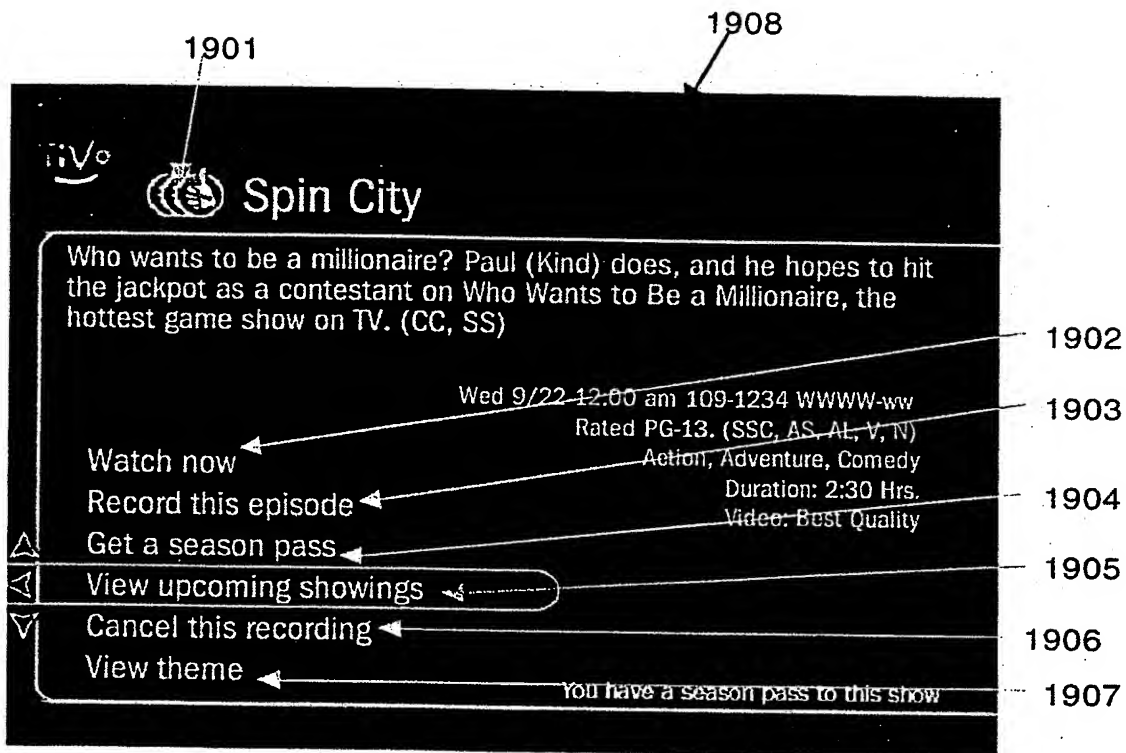 1908
1901
TiVo
Spin City
Who wants to be a millionaire? Paul (Kind) does, and he hopes to hit
the jackpot as a contestant on Who Wants to Be a Millionaire, the
hottest game show on TV. (CC, SS)
1902
Wed 9/22 12:00 am 109-1234 WWWW-ww
1903
Rated PG-13. (SSC, AS, AL, V, N)
Watch now
Action, Adventure, Comedy
Record this episode
Duration: 2:30 Hrs.
1904
Video: Best Quality
Get a season pass
1905
View upcoming showings
Cancel this recording
1906
View theme
You have a season pass to this show
1907